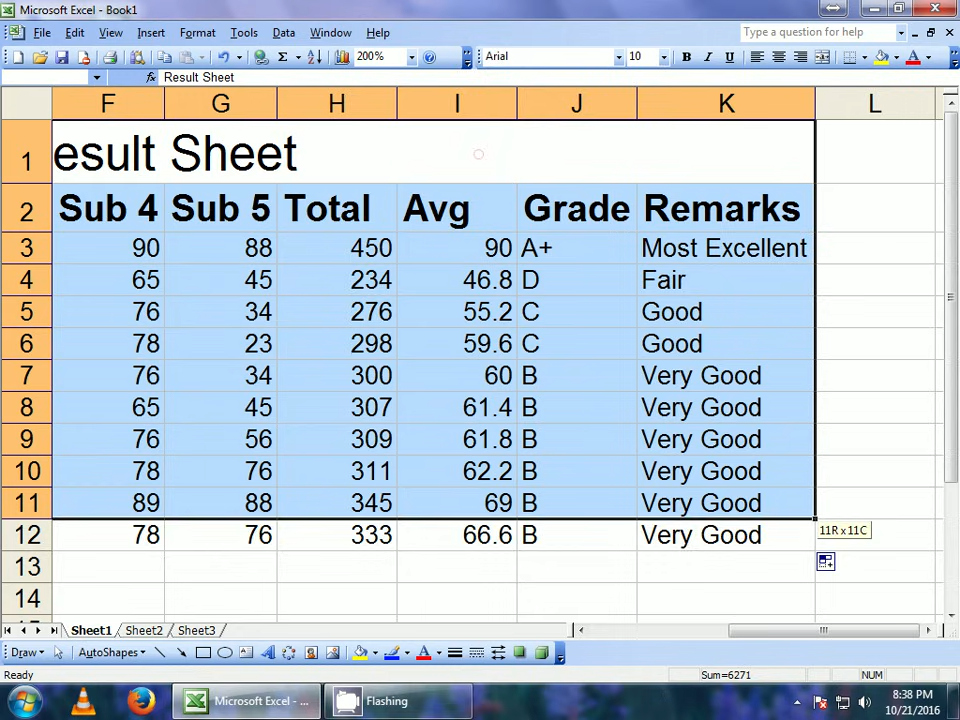 Microsoft Excel - Book1
File Edit View Insert Format Tools Data Window Help
Type a question for help
200%
Arial
10
B I U
fx Result Sheet
F G H I J K L
1 esult Sheet
2 Sub 4 Sub 5 Total Avg Grade Remarks
3 90 88 450 90 A+ Most Excellent
4 65 45 234 46.8 D Fair
5 76 34 276 55.2 C Good
6 78 23 298 59.6 C Good
7 76 34 300 60 B Very Good
8 65 45 307 61.4 B Very Good
9 76 56 309 61.8 B Very Good
10 78 76 311 62.2 B Very Good
11 89 88 345 69 B Very Good
12 78 76 333 66.6 B Very Good
11R x 11C
13
14
Sheet1 Sheet2 Sheet3
Draw AutoShapes
Ready
Sum=6271
NUM
Microsoft Excel - ...
Flashing
8:38 PM
10/21/2016